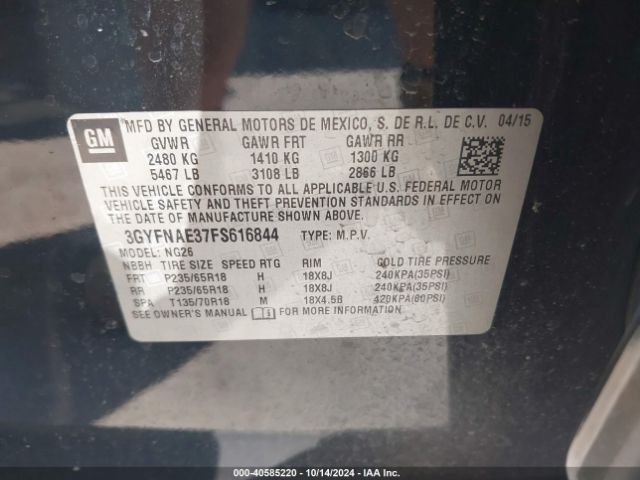 GM
MFD BY GENERAL MOTORS DE MEXICO, S. DE R.L. DE C.V. 04/15
GVWR GAWR FRT GAWR RR
2480 KG 1410 KG 1300 KG
5467 LB 3108 LB 2866 LB
THIS VEHICLE CONFORMS TO ALL APPLICABLE U.S. FEDERAL MOTOR
VEHICLE SAFETY AND THEFT PREVENTION STANDARDS IN EFFECT ON
THE DATE OF MANUFACTURE SHOWN ABOVE.
3GYFNAE37FS616844 TYPE: M.P.V.
MODEL: NG26
NBBH TIRE SIZE SPEED RTG RIM COLD TIRE PRESSURE
FRT P235/65R18 H 18X8J 240KPA(35PSI)
RR P235/65R18 H 18X8J 240KPA(35PSI)
SPA T135/70R18 M 18X4.5B 420KPA(60PSI)
SEE OWNER'S MANUAL FOR MORE INFORMATION
000-40585220 - 10/14/2024 - IAA Inc.